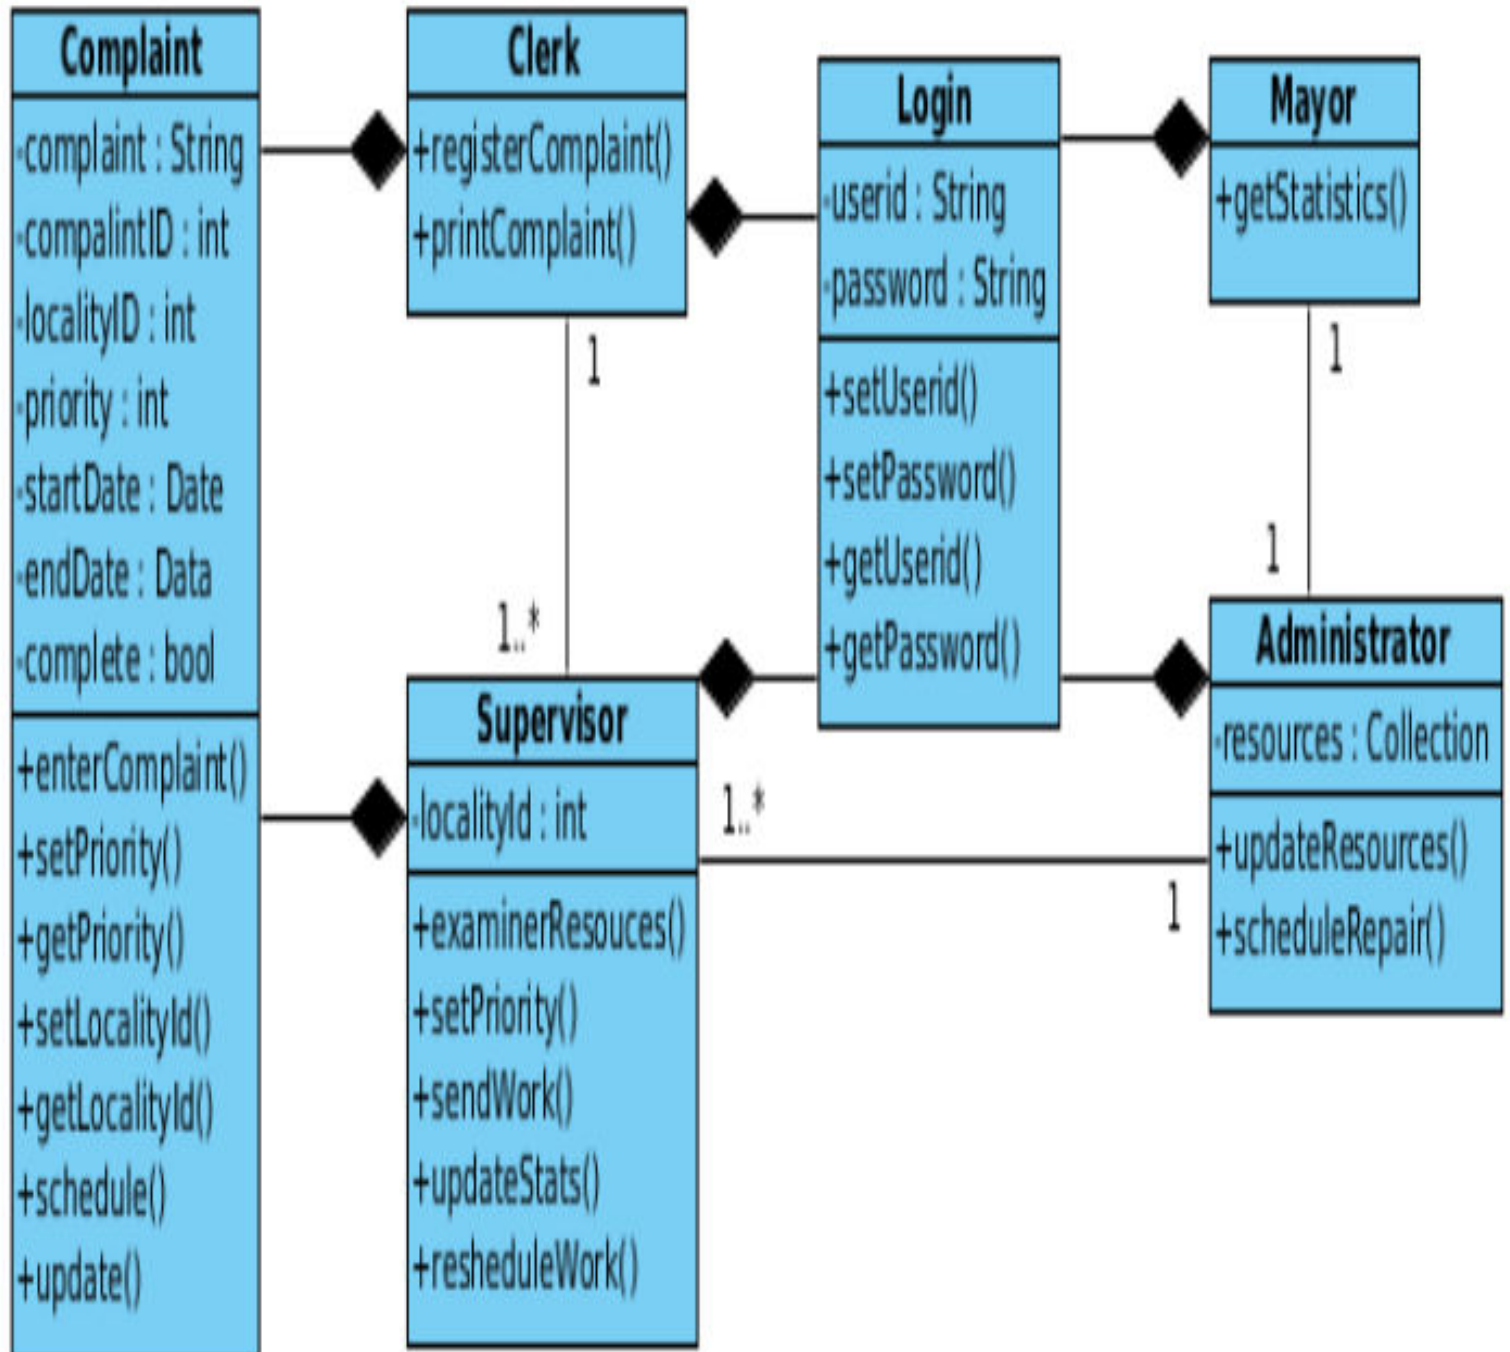 Complaint
-complaint : String
-compalintID : int
-localityID : int
-priority : int
-startDate : Date
-endDate : Data
-complete : bool
+enterComplaint()
+setPriority()
+getPriority()
+setLocalityId()
+getLocalityId()
+schedule()
+update()
Clerk
+registerComplaint()
+printComplaint()
1
1..*
Supervisor
-localityId : int
+examinerResouces()
+setPriority()
+sendWork()
+updateStats()
+resheduleWork()
Login
-userid : String
-password : String
+setUserid()
+setPassword()
+getUserid()
+getPassword()
1..*
1
Mayor
+getStatistics()
1
1
Administrator
-resources : Collection
+updateResources()
+scheduleRepair()